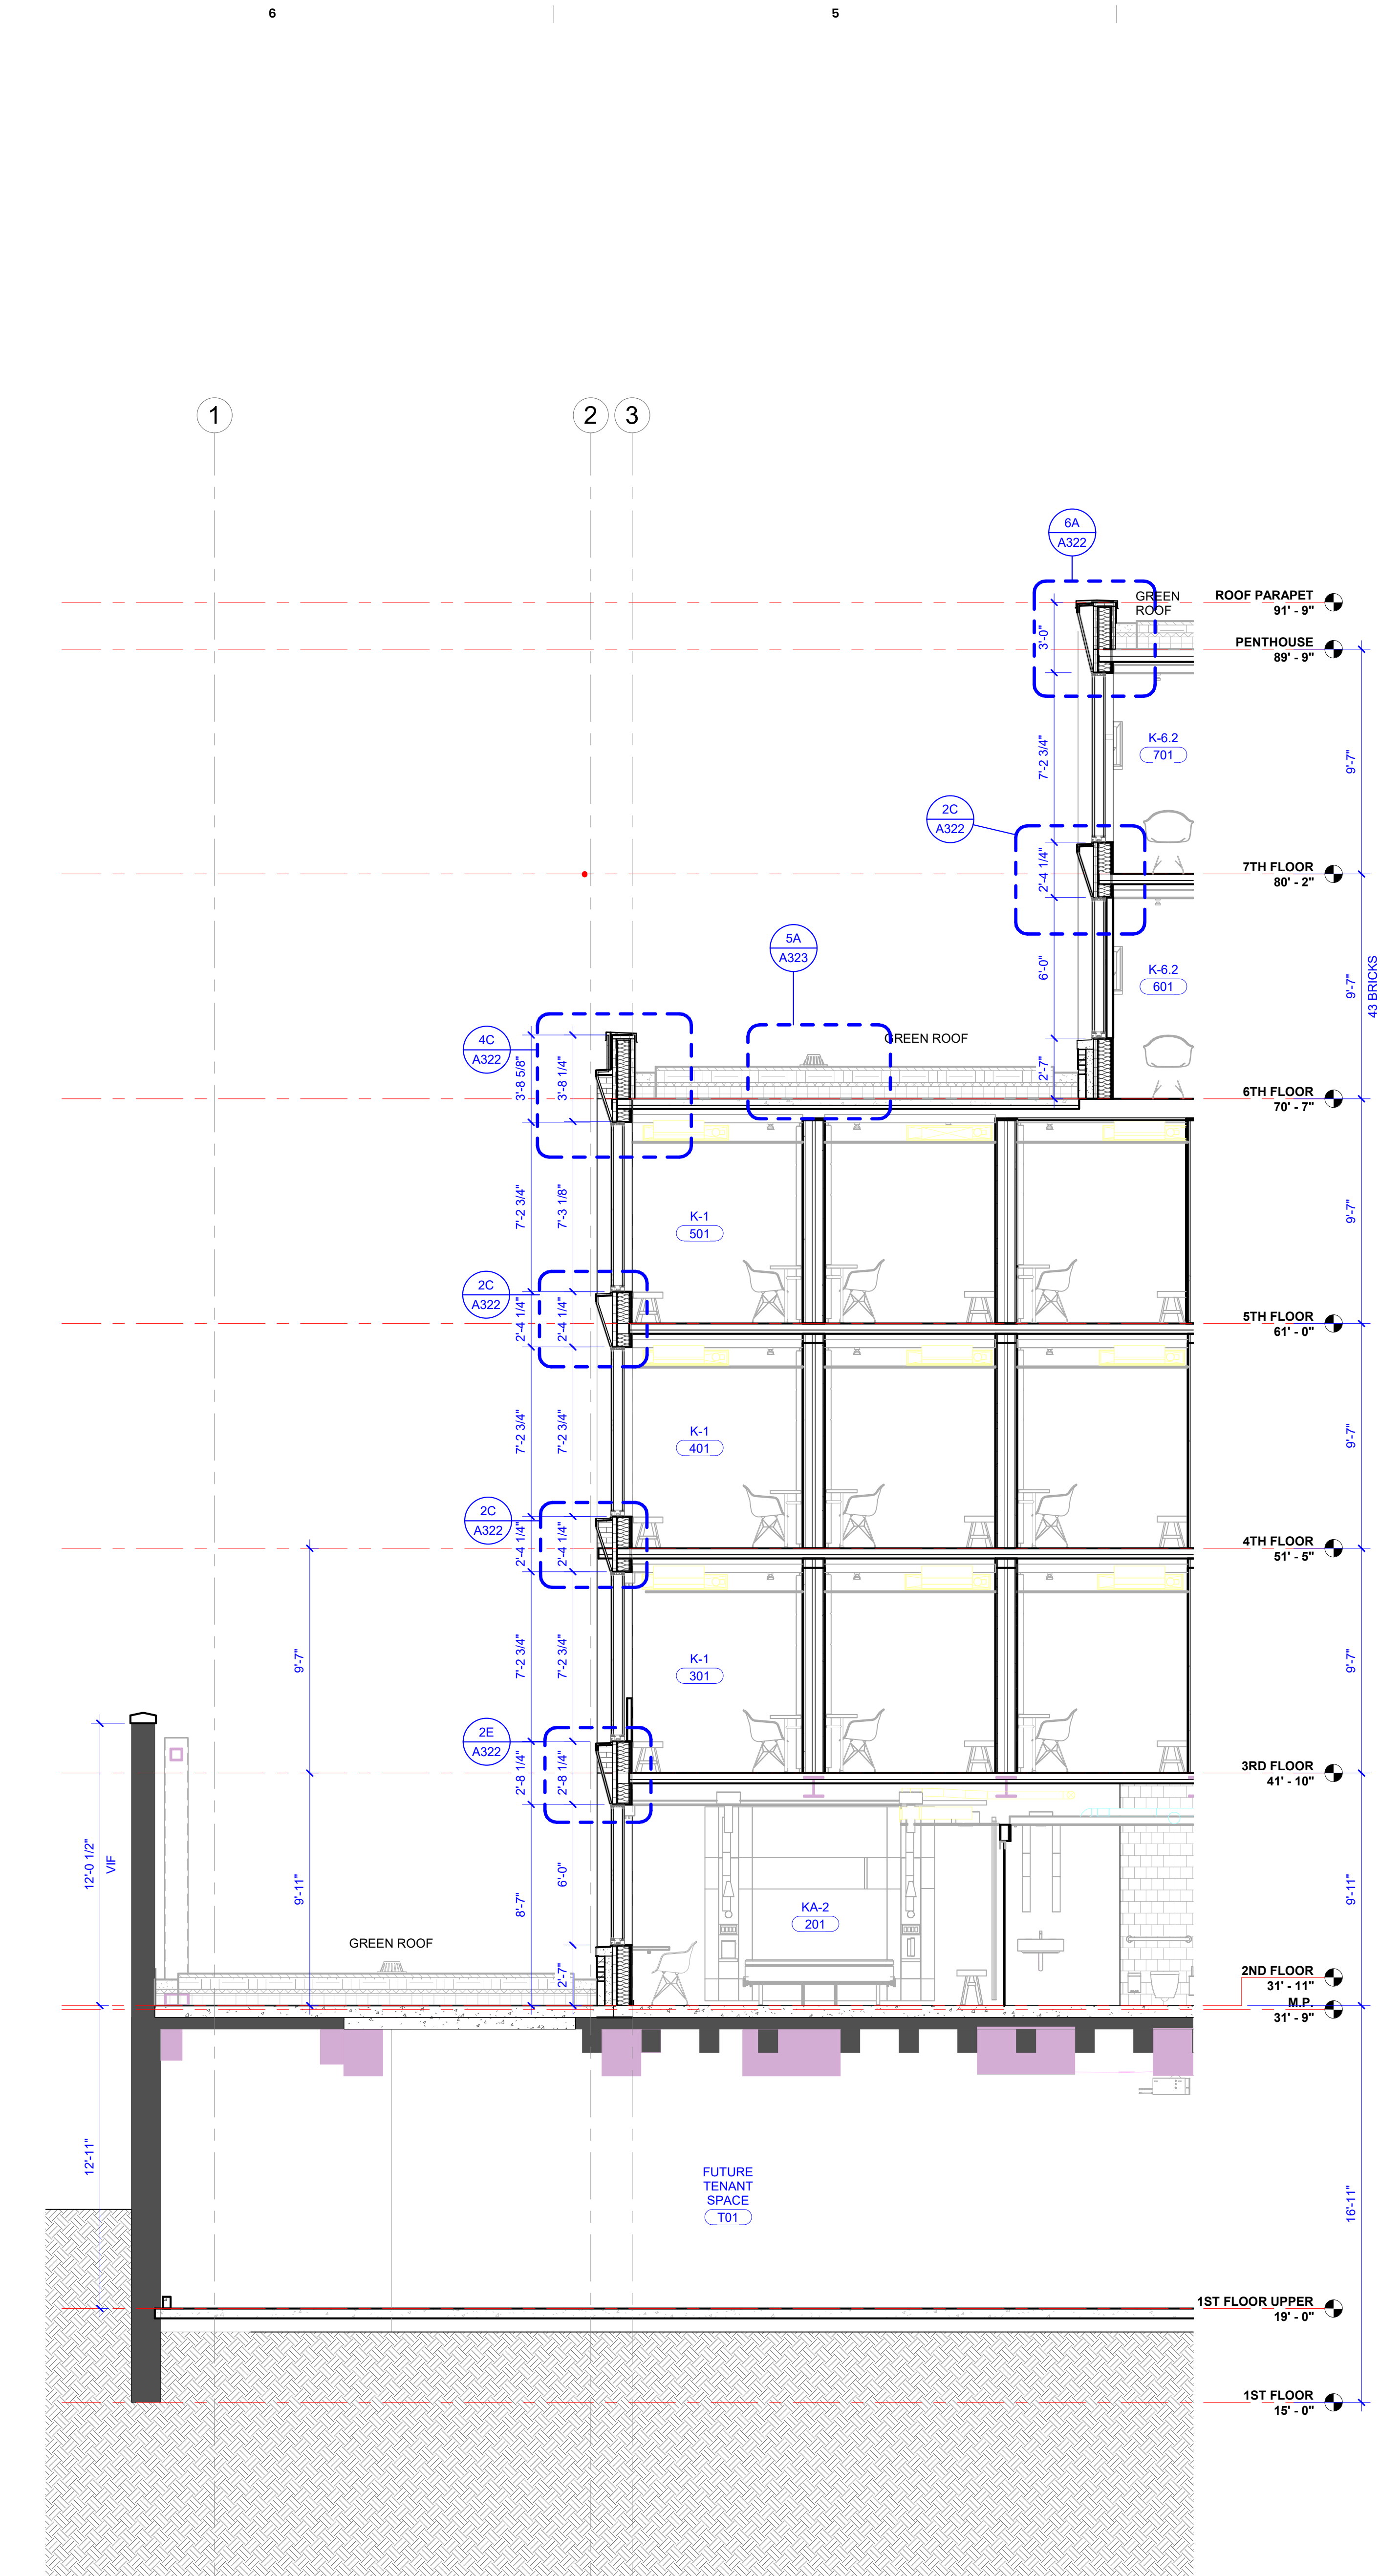 6
5
1
2
3
6A
A322
GREEN
ROOF
ROOF PARAPET
91' - 9"
3'-0"
PENTHOUSE
89' - 9"
7'-2 3/4"
K-6.2
701
9'-7"
2C
A322
2'-4 1/4"
7TH FLOOR
80' - 2"
5A
A323
6'-0"
K-6.2
601
9'-7"
43 BRICKS
4C
A322
3'-8 5/8"
3'-8 1/4"
GREEN ROOF
2'-7"
6TH FLOOR
70' - 7"
7'-2 3/4"
7'-3 1/8"
K-1
501
9'-7"
2C
A322
2'-4 1/4"
2'-4 1/4"
5TH FLOOR
61' - 0"
7'-2 3/4"
7'-2 3/4"
K-1
401
9'-7"
2C
A322
2'-4 1/4"
2'-4 1/4"
4TH FLOOR
51' - 5"
9'-7"
7'-2 3/4"
7'-2 3/4"
K-1
301
9'-7"
2E
A322
2'-8 1/4"
2'-8 1/4"
3RD FLOOR
41' - 10"
12'-0 1/2"
VIF
9'-11"
8'-7"
6'-0"
KA-2
201
9'-11"
GREEN ROOF
2'-7"
2ND FLOOR
31' - 11"
M.P.
31' - 9"
12'-11"
FUTURE
TENANT
SPACE
T01
16'-11"
1ST FLOOR UPPER
19' - 0"
1ST FLOOR
15' - 0"